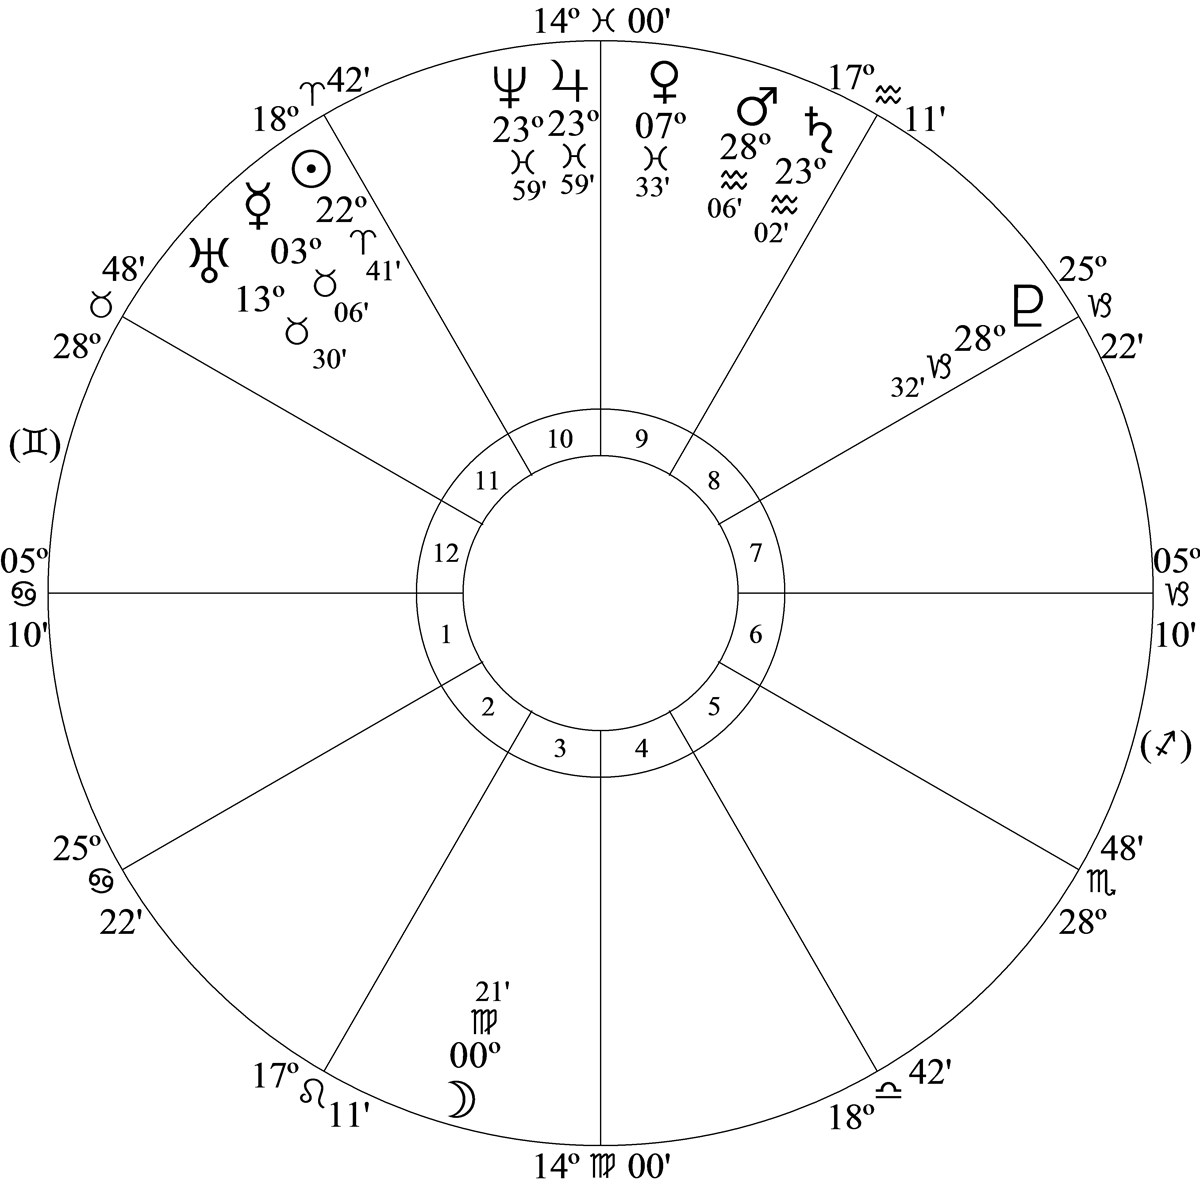 14º ♓ 00'
♆ ♃ ♀ ♂ ♄
23º 23º 07º 28º 23º
♓ ♓ ♓ ♒ ♒
59' 59' 33' 06' 02'
17º ♒ 11'
18º ♈ 42'
☉ 22º ♈ 41'
☿ 03º ♉ 06'
♅ 13º ♉ 30'
25º ♑ 22'
♇ 28º ♑ 32'
48' ♉ 28º
(♊)
05º ♋ 10'
05º ♑ 10'
10 9
11 8
12 7
1 6
2 5
3 4
(♐)
25º ♋ 22'
48' ♏ 28º
21' ♍ 00º ☽
17º ♌ 11'
42' ♎ 18º
14º ♍ 00'